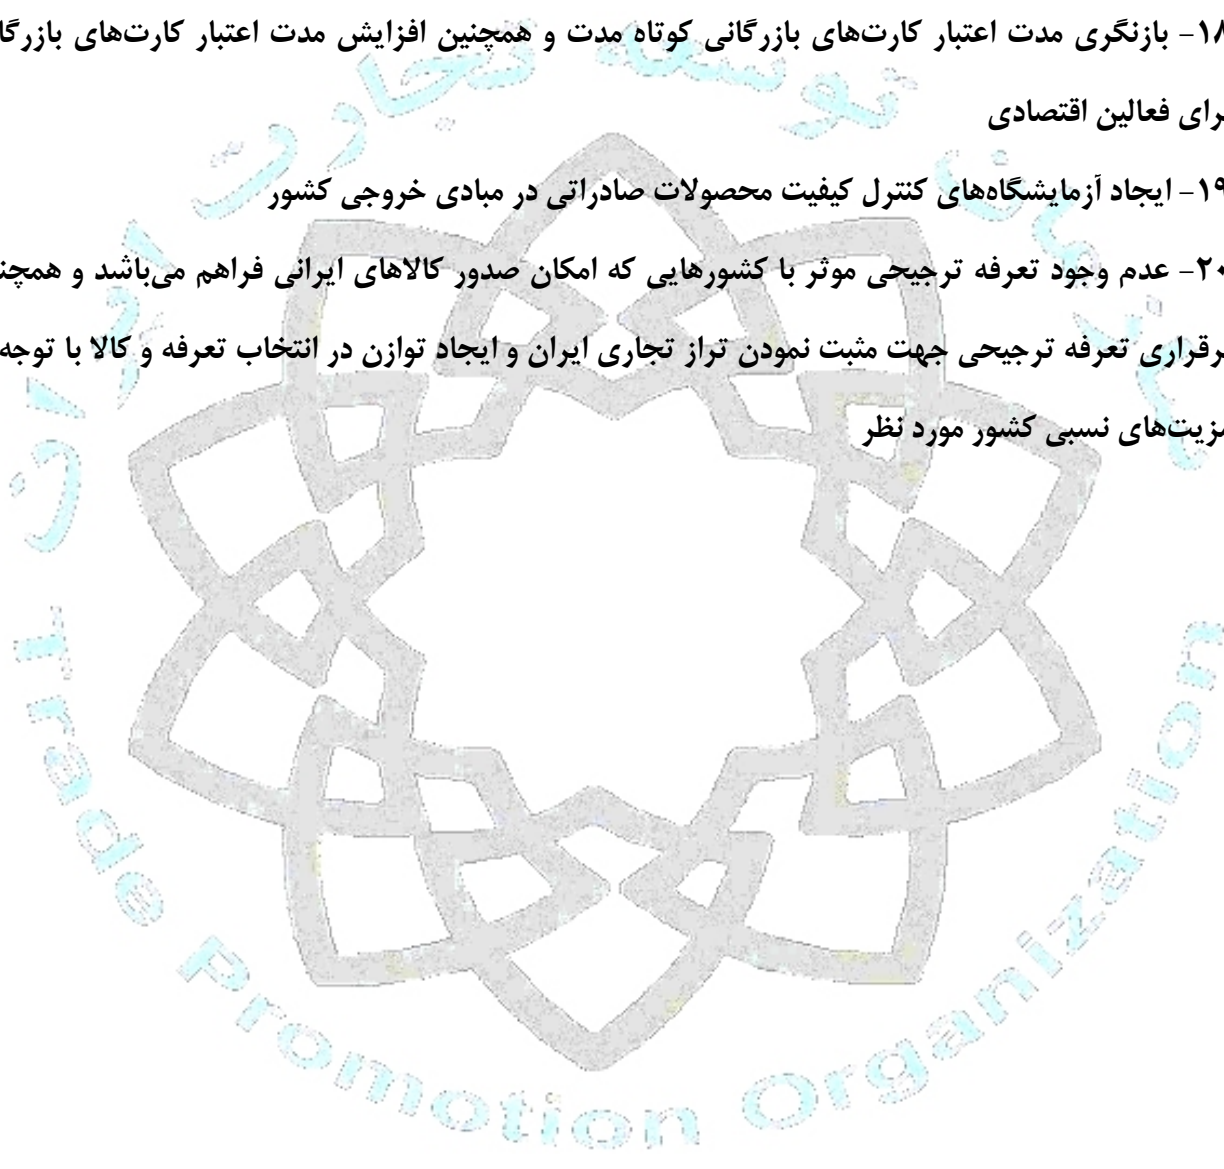 ۱۸- بازنگری مدت اعتبار کارت‌های بازرگانی کوتاه مدت و همچنین افزایش مدت اعتبار کارت‌های
برای فعالین اقتصادی
۱۹- ایجاد آزمایشگاه‌های کنترل کیفیت محصولات صادراتی در مبادی خروجی کشور
۲۰- عدم وجود تعرفه ترجیحی موثر با کشورهایی که امکان صدور کالاهای ایرانی فراهم می‌باشد و
برقراری تعرفه ترجیحی جهت مثبت نمودن تراز تجاری ایران و ایجاد توازن در انتخاب تعرفه و کالا با توجه
مزیت‌های نسبی کشور مورد نظر
توسعه تجارت ایران
Trade Promotion Organization